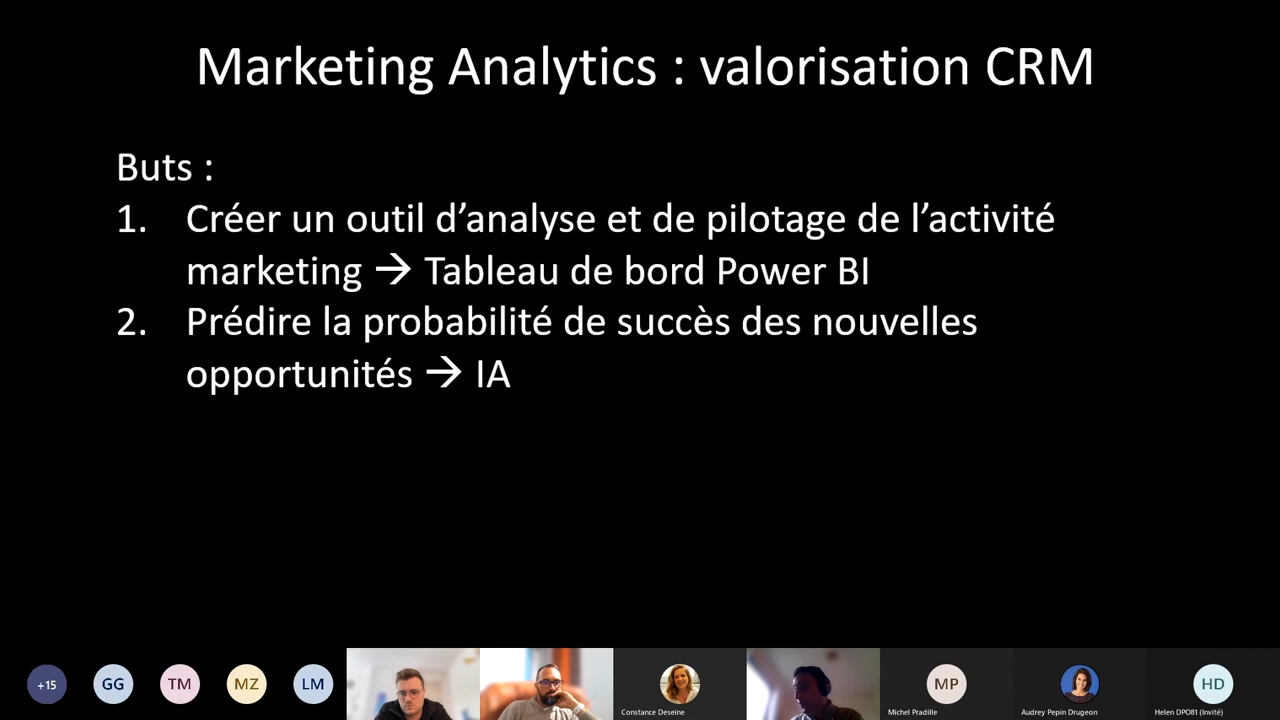 Marketing Analytics : valorisation CRM
Buts :
1. Créer un outil d’analyse et de pilotage de l’activité
marketing → Tableau de bord Power BI
2. Prédire la probabilité de succès des nouvelles
opportunités → IA
+15
GG
TM
MZ
LM
Constance Deseine
MP
Michel Pradille
Audrey Pepin Drugeon
HD
Helen DPO81 (Invité)